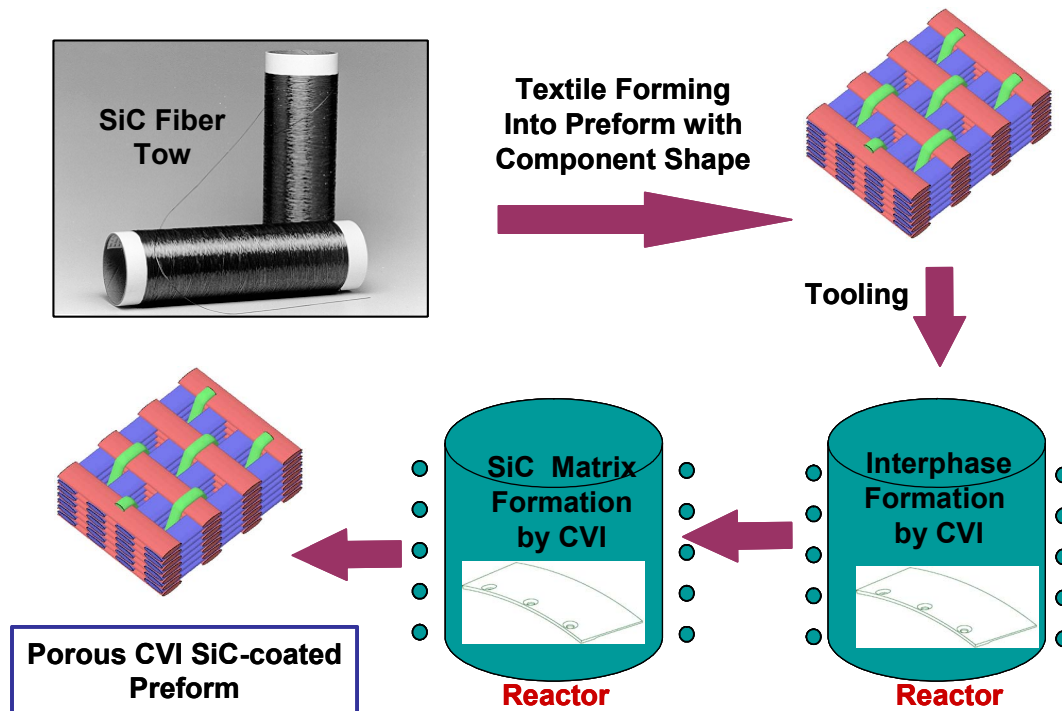 SiC Fiber
Tow
Textile Forming
Into Preform with
Component Shape
Tooling
Interphase
Formation
by CVI
Reactor
SiC Matrix
Formation
by CVI
Reactor
Porous CVI SiC-coated
Preform